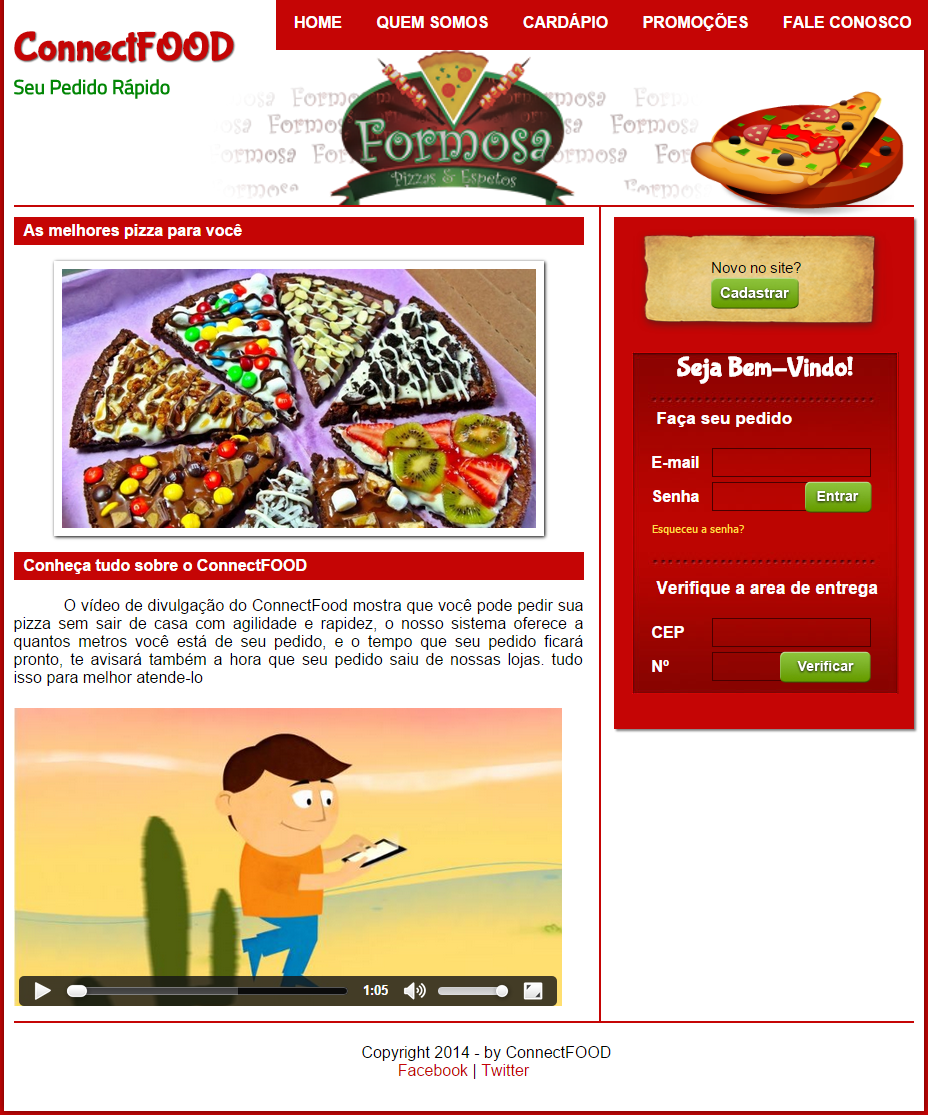 HOME QUEM SOMOS CARDÁPIO PROMOÇÕES FALE CONOSCO
ConnectFOOD
Seu Pedido Rápido
Formosa
Pizzas & Espetos
As melhores pizza para você
Novo no site?
Cadastrar
Seja Bem-Vindo!
Faça seu pedido
E-mail
Senha Entrar
Esqueceu a senha?
Verifique a area de entrega
CEP
Nº Verificar
Conheça tudo sobre o ConnectFOOD
O vídeo de divulgação do ConnectFood mostra que você pode pedir sua
pizza sem sair de casa com agilidade e rapidez, o nosso sistema oferece a
quantos metros você está de seu pedido, e o tempo que seu pedido ficará
pronto, te avisará também a hora que seu pedido saiu de nossas lojas. tudo
isso para melhor atende-lo
1:05
Copyright 2014 - by ConnectFOOD
Facebook | Twitter